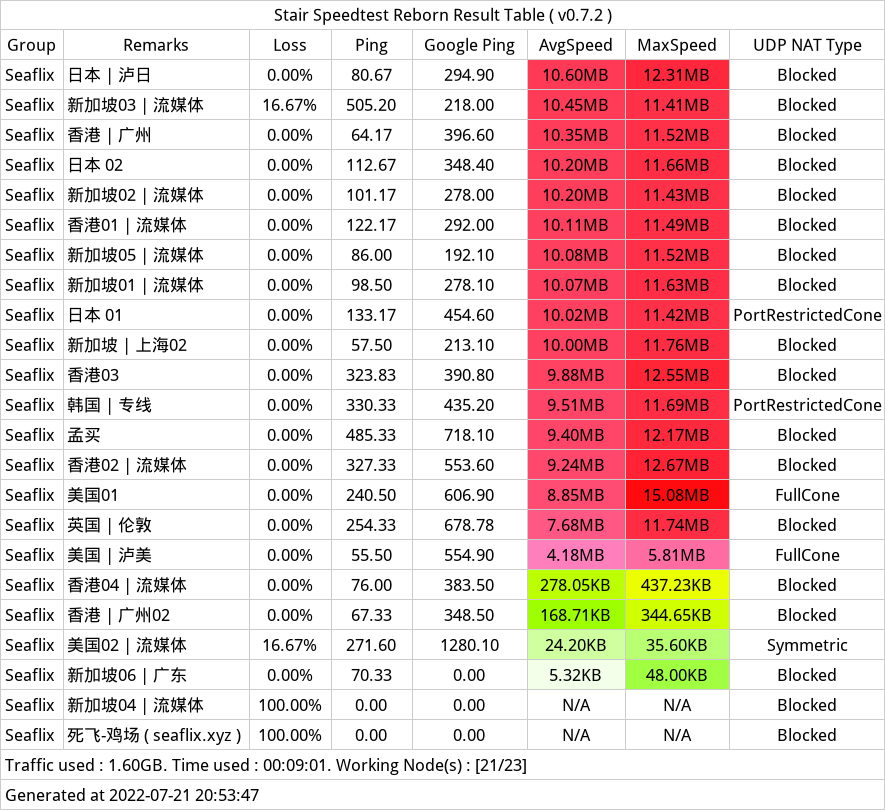 Stair Speedtest Reborn Result Table ( v0.7.2 )
Group Remarks Loss Ping Google Ping AvgSpeed MaxSpeed UDP NAT Type
Seaflix 日本 | 泸日 0.00% 80.67 294.90 10.60MB 12.31MB Blocked
Seaflix 新加坡03 | 流媒体 16.67% 505.20 218.00 10.45MB 11.41MB Blocked
Seaflix 香港 | 广州 0.00% 64.17 396.60 10.35MB 11.52MB Blocked
Seaflix 日本 02 0.00% 112.67 348.40 10.20MB 11.66MB Blocked
Seaflix 新加坡02 | 流媒体 0.00% 101.17 278.00 10.20MB 11.43MB Blocked
Seaflix 香港01 | 流媒体 0.00% 122.17 292.00 10.11MB 11.49MB Blocked
Seaflix 新加坡05 | 流媒体 0.00% 86.00 192.10 10.08MB 11.52MB Blocked
Seaflix 新加坡01 | 流媒体 0.00% 98.50 278.10 10.07MB 11.63MB Blocked
Seaflix 日本 01 0.00% 133.17 454.60 10.02MB 11.42MB PortRestrictedCone
Seaflix 新加坡 | 上海02 0.00% 57.50 213.10 10.00MB 11.76MB Blocked
Seaflix 香港03 0.00% 323.83 390.80 9.88MB 12.55MB Blocked
Seaflix 韩国 | 专线 0.00% 330.33 435.20 9.51MB 11.69MB PortRestrictedCone
Seaflix 孟买 0.00% 485.33 718.10 9.40MB 12.17MB Blocked
Seaflix 香港02 | 流媒体 0.00% 327.33 553.60 9.24MB 12.67MB Blocked
Seaflix 美国01 0.00% 240.50 606.90 8.85MB 15.08MB FullCone
Seaflix 英国 | 伦敦 0.00% 254.33 678.78 7.68MB 11.74MB Blocked
Seaflix 美国 | 泸美 0.00% 55.50 554.90 4.18MB 5.81MB FullCone
Seaflix 香港04 | 流媒体 0.00% 76.00 383.50 278.05KB 437.23KB Blocked
Seaflix 香港 | 广州02 0.00% 67.33 348.50 168.71KB 344.65KB Blocked
Seaflix 美国02 | 流媒体 16.67% 271.60 1280.10 24.20KB 35.60KB Symmetric
Seaflix 新加坡06 | 广东 0.00% 70.33 0.00 5.32KB 48.00KB Blocked
Seaflix 新加坡04 | 流媒体 100.00% 0.00 0.00 N/A N/A Blocked
Seaflix 死飞-鸡场 ( seaflix.xyz ) 100.00% 0.00 0.00 N/A N/A Blocked
Traffic used : 1.60GB. Time used : 00:09:01. Working Node(s) : [21/23]
Generated at 2022-07-21 20:53:47